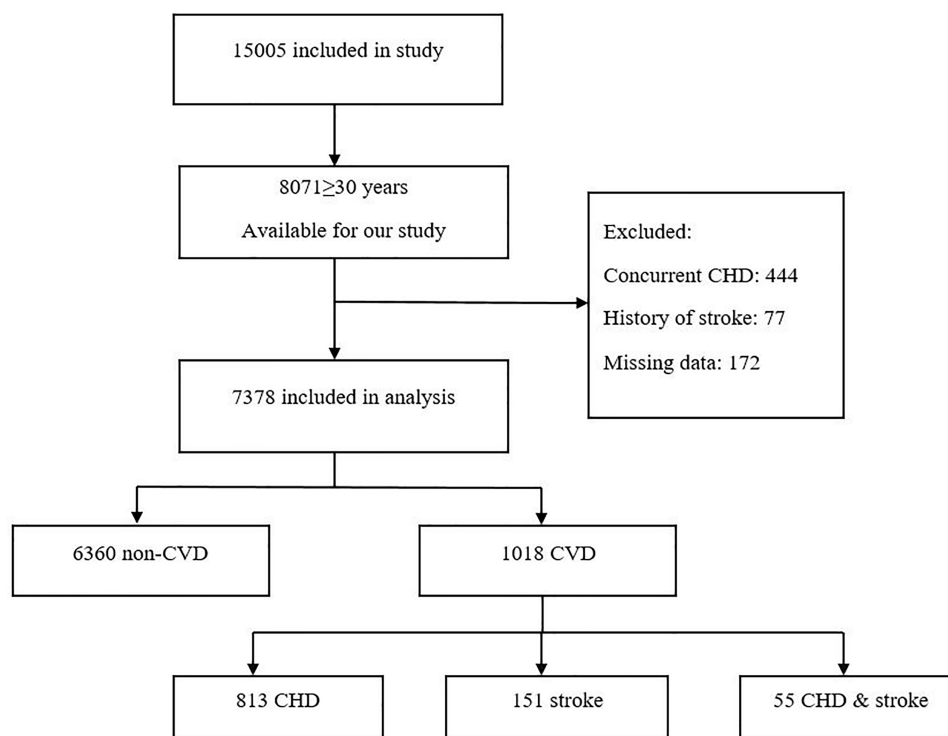 15005 included in study
8071≥30 years
Available for our study
Excluded:
Concurrent CHD: 444
History of stroke: 77
Missing data: 172
7378 included in analysis
6360 non-CVD
1018 CVD
813 CHD
151 stroke
55 CHD & stroke